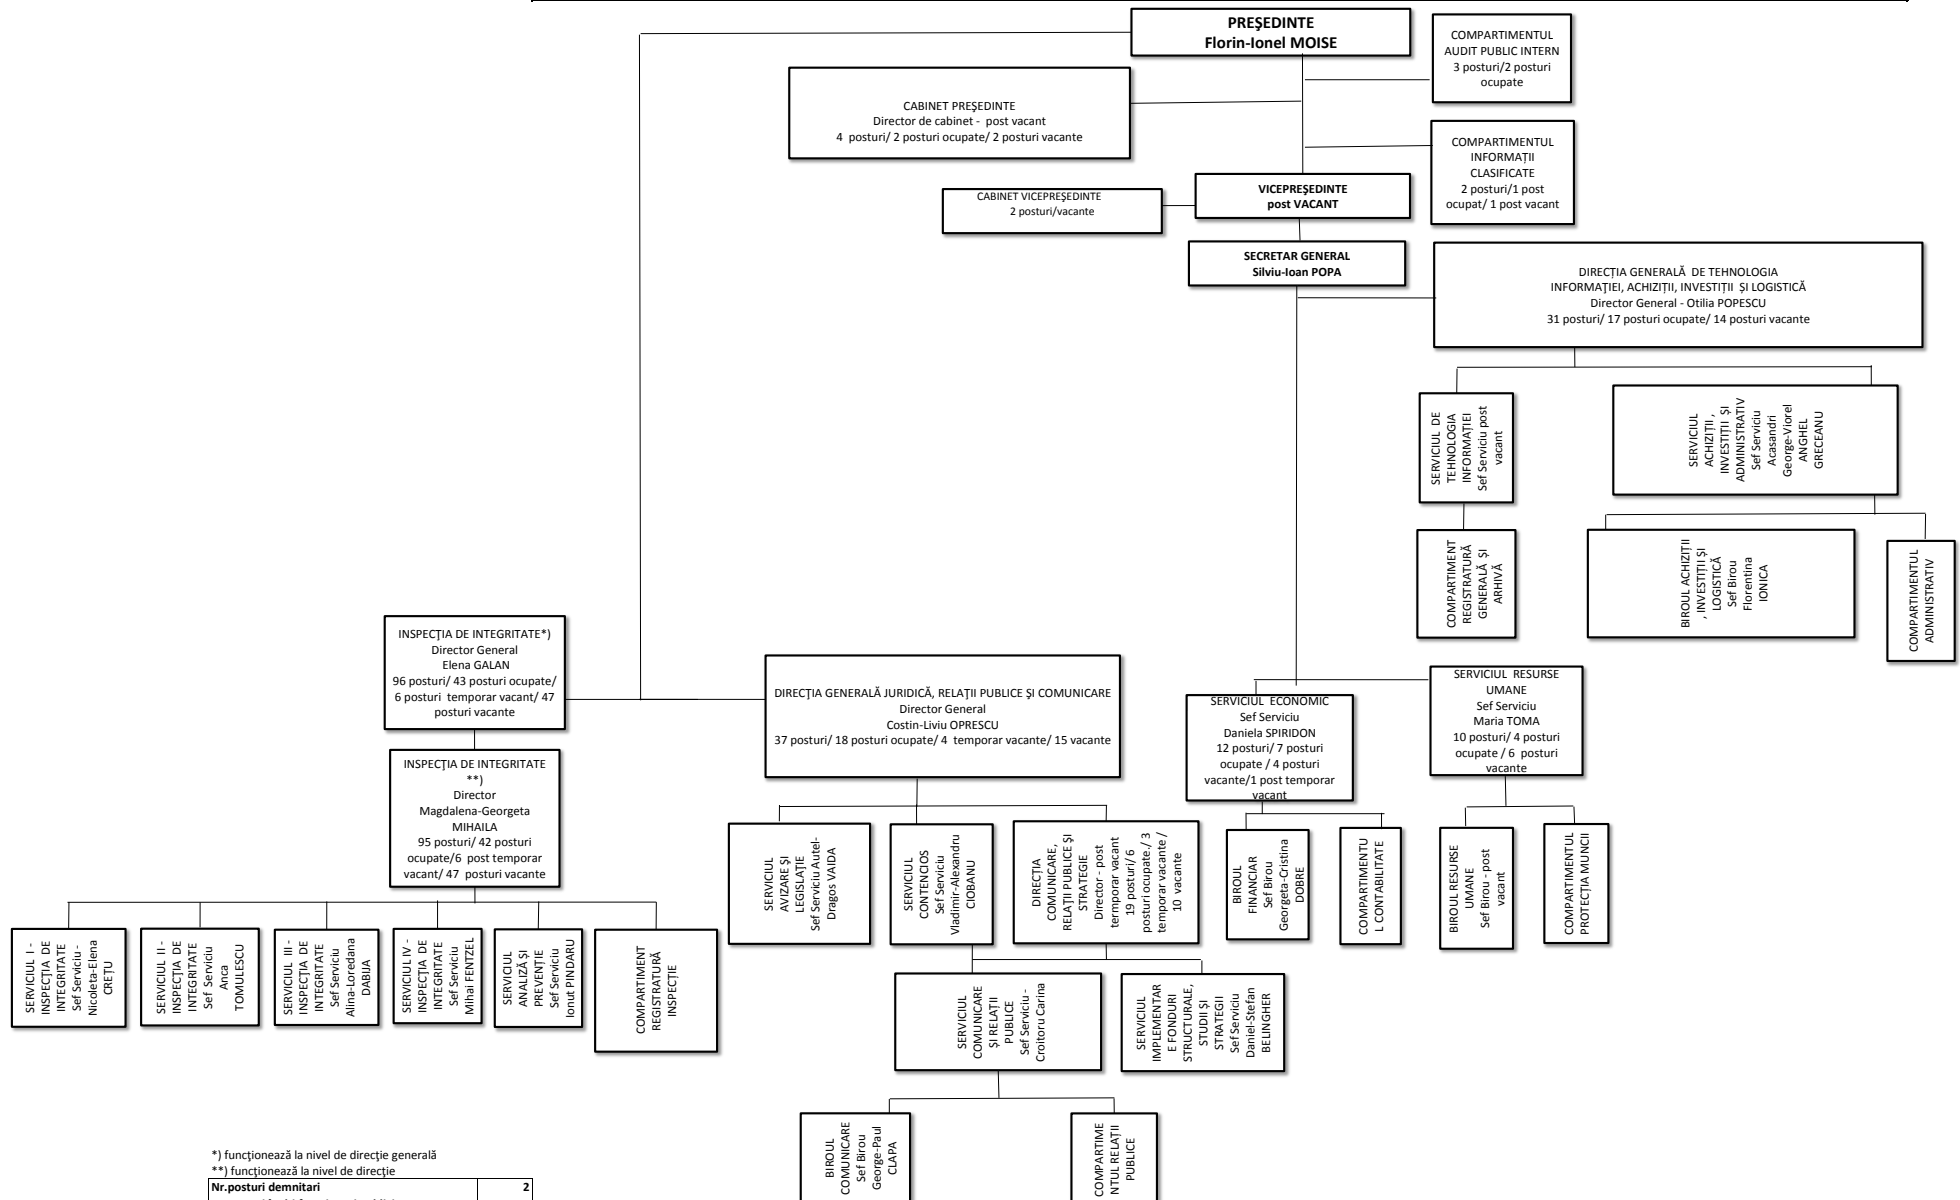 PREŞEDINTE
Florin-Ionel MOISE
COMPARTIMENTUL
AUDIT PUBLIC INTERN
3 posturi/2 posturi
ocupate
CABINET PREŞEDINTE
Director de cabinet - post vacant
4 posturi/ 2 posturi ocupate/ 2 posturi vacante
COMPARTIMENTUL
INFORMAȚII
CLASIFICATE
2 posturi/1 post
ocupat/ 1 post vacant
VICEPREŞEDINTE
post VACANT
CABINET VICEPREŞEDINTE
2 posturi/vacante
SECRETAR GENERAL
Silviu-Ioan POPA
DIRECȚIA GENERALĂ DE TEHNOLOGIA
INFORMAŢIEI, ACHIZIȚII, INVESTIȚII ȘI LOGISTICĂ
Director General - Otilia POPESCU
31 posturi/ 17 posturi ocupate/ 14 posturi vacante
SERVICIUL DE
TEHNOLOGIA
INFORMAȚIEI
Sef Serviciu post
vacant
SERVICIUL
ACHIZIȚII ,
INVESTIȚII ȘI
ADMINISTRATIV
Sef Serviciu
Acasandri
George-Viorel
ANGHEL
GRECEANU
COMPARTIMENT
REGISTRATURĂ
GENERALĂ ȘI
ARHIVĂ
BIROUL ACHIZIȚII
, INVESTIȚII ȘI
LOGISTICĂ
Sef Birou
Florentina
IONICA
COMPARTIMENTUL
ADMINISTRATIV
INSPECŢIA DE INTEGRITATE*)
Director General
Elena GALAN
96 posturi/ 43 posturi ocupate/
6 posturi temporar vacant/ 47
posturi vacante
DIRECŢIA GENERALĂ JURIDICĂ, RELAŢII PUBLICE ŞI COMUNICARE
Director General
Costin-Liviu OPRESCU
37 posturi/ 18 posturi ocupate/ 4 temporar vacante/ 15 vacante
SERVICIUL ECONOMIC
Sef Serviciu
Daniela SPIRIDON
12 posturi/ 7 posturi
ocupate / 4 posturi
vacante/1 post temporar
vacant
SERVICIUL RESURSE
UMANE
Sef Serviciu
Maria TOMA
10 posturi/ 4 posturi
ocupate / 6 posturi
vacante
INSPECŢIA DE INTEGRITATE
**)
Director
Magdalena-Georgeta
MIHAILA
95 posturi/ 42 posturi
ocupate/6 post temporar
vacant/ 47 posturi vacante
SERVICIUL
AVIZARE ŞI
LEGISLAŢIE
Sef Serviciu Autel-
Dragos VAIDA
SERVICIUL
CONTENCIOS
Sef Serviciu
Vladimir-Alexandru
CIOBANU
DIRECȚIA
COMUNICARE,
RELAŢII PUBLICE ŞI
STRATEGIE
Director - post
termporar vacant
19 posturi/ 6
posturi ocupate./ 3
temporar vacante /
10 vacante
BIROUL
FINANCIAR
Sef Birou
Georgeta-Cristina
DOBRE
COMPARTIMENTU
L CONTABILITATE
BIROUL RESURSE
UMANE
Sef Birou - post
vacant
COMPARTIMENTUL
PROTECȚIA MUNCII
SERVICIUL I -
INSPECŢIA DE
INTEGRITATE
Sef Serviciu -
Nicoleta-Elena
CREŢU
SERVICIUL II -
INSPECŢIA DE
INTEGRITATE
Sef Serviciu
Anca
TOMULESCU
SERVICIUL III -
INSPECŢIA DE
INTEGRITATE
Sef Serviciu
Alina-Loredana
DABIJA
SERVICIUL IV -
INSPECŢIA DE
INTEGRITATE
Sef Serviciu
Mihai FENTZEL
SERVICIUL
ANALIZĂ ŞI
PREVENȚIE
Sef Serviciu
Ionut PINDARU
COMPARTIMENT
REGISTRATURĂ
INSPECȚIE
SERVICIUL
COMUNICARE
ŞI RELAŢII
PUBLICE
Sef Serviciu -
Croitoru Carina
SERVICIUL
IMPLEMENTAR
E FONDURI
STRUCTURALE,
STUDII ŞI
STRATEGII
Sef Serviciu
Daniel-Stefan
BELINGHER
BIROUL
COMUNICARE
Sef Birou
George-Paul
CLAPA
COMPARTIME
NTUL RELAŢII
PUBLICE
*) funcţionează la nivel de direcţie generală
**) funcţionează la nivel de direcţie
Nr.posturi demnitari 2